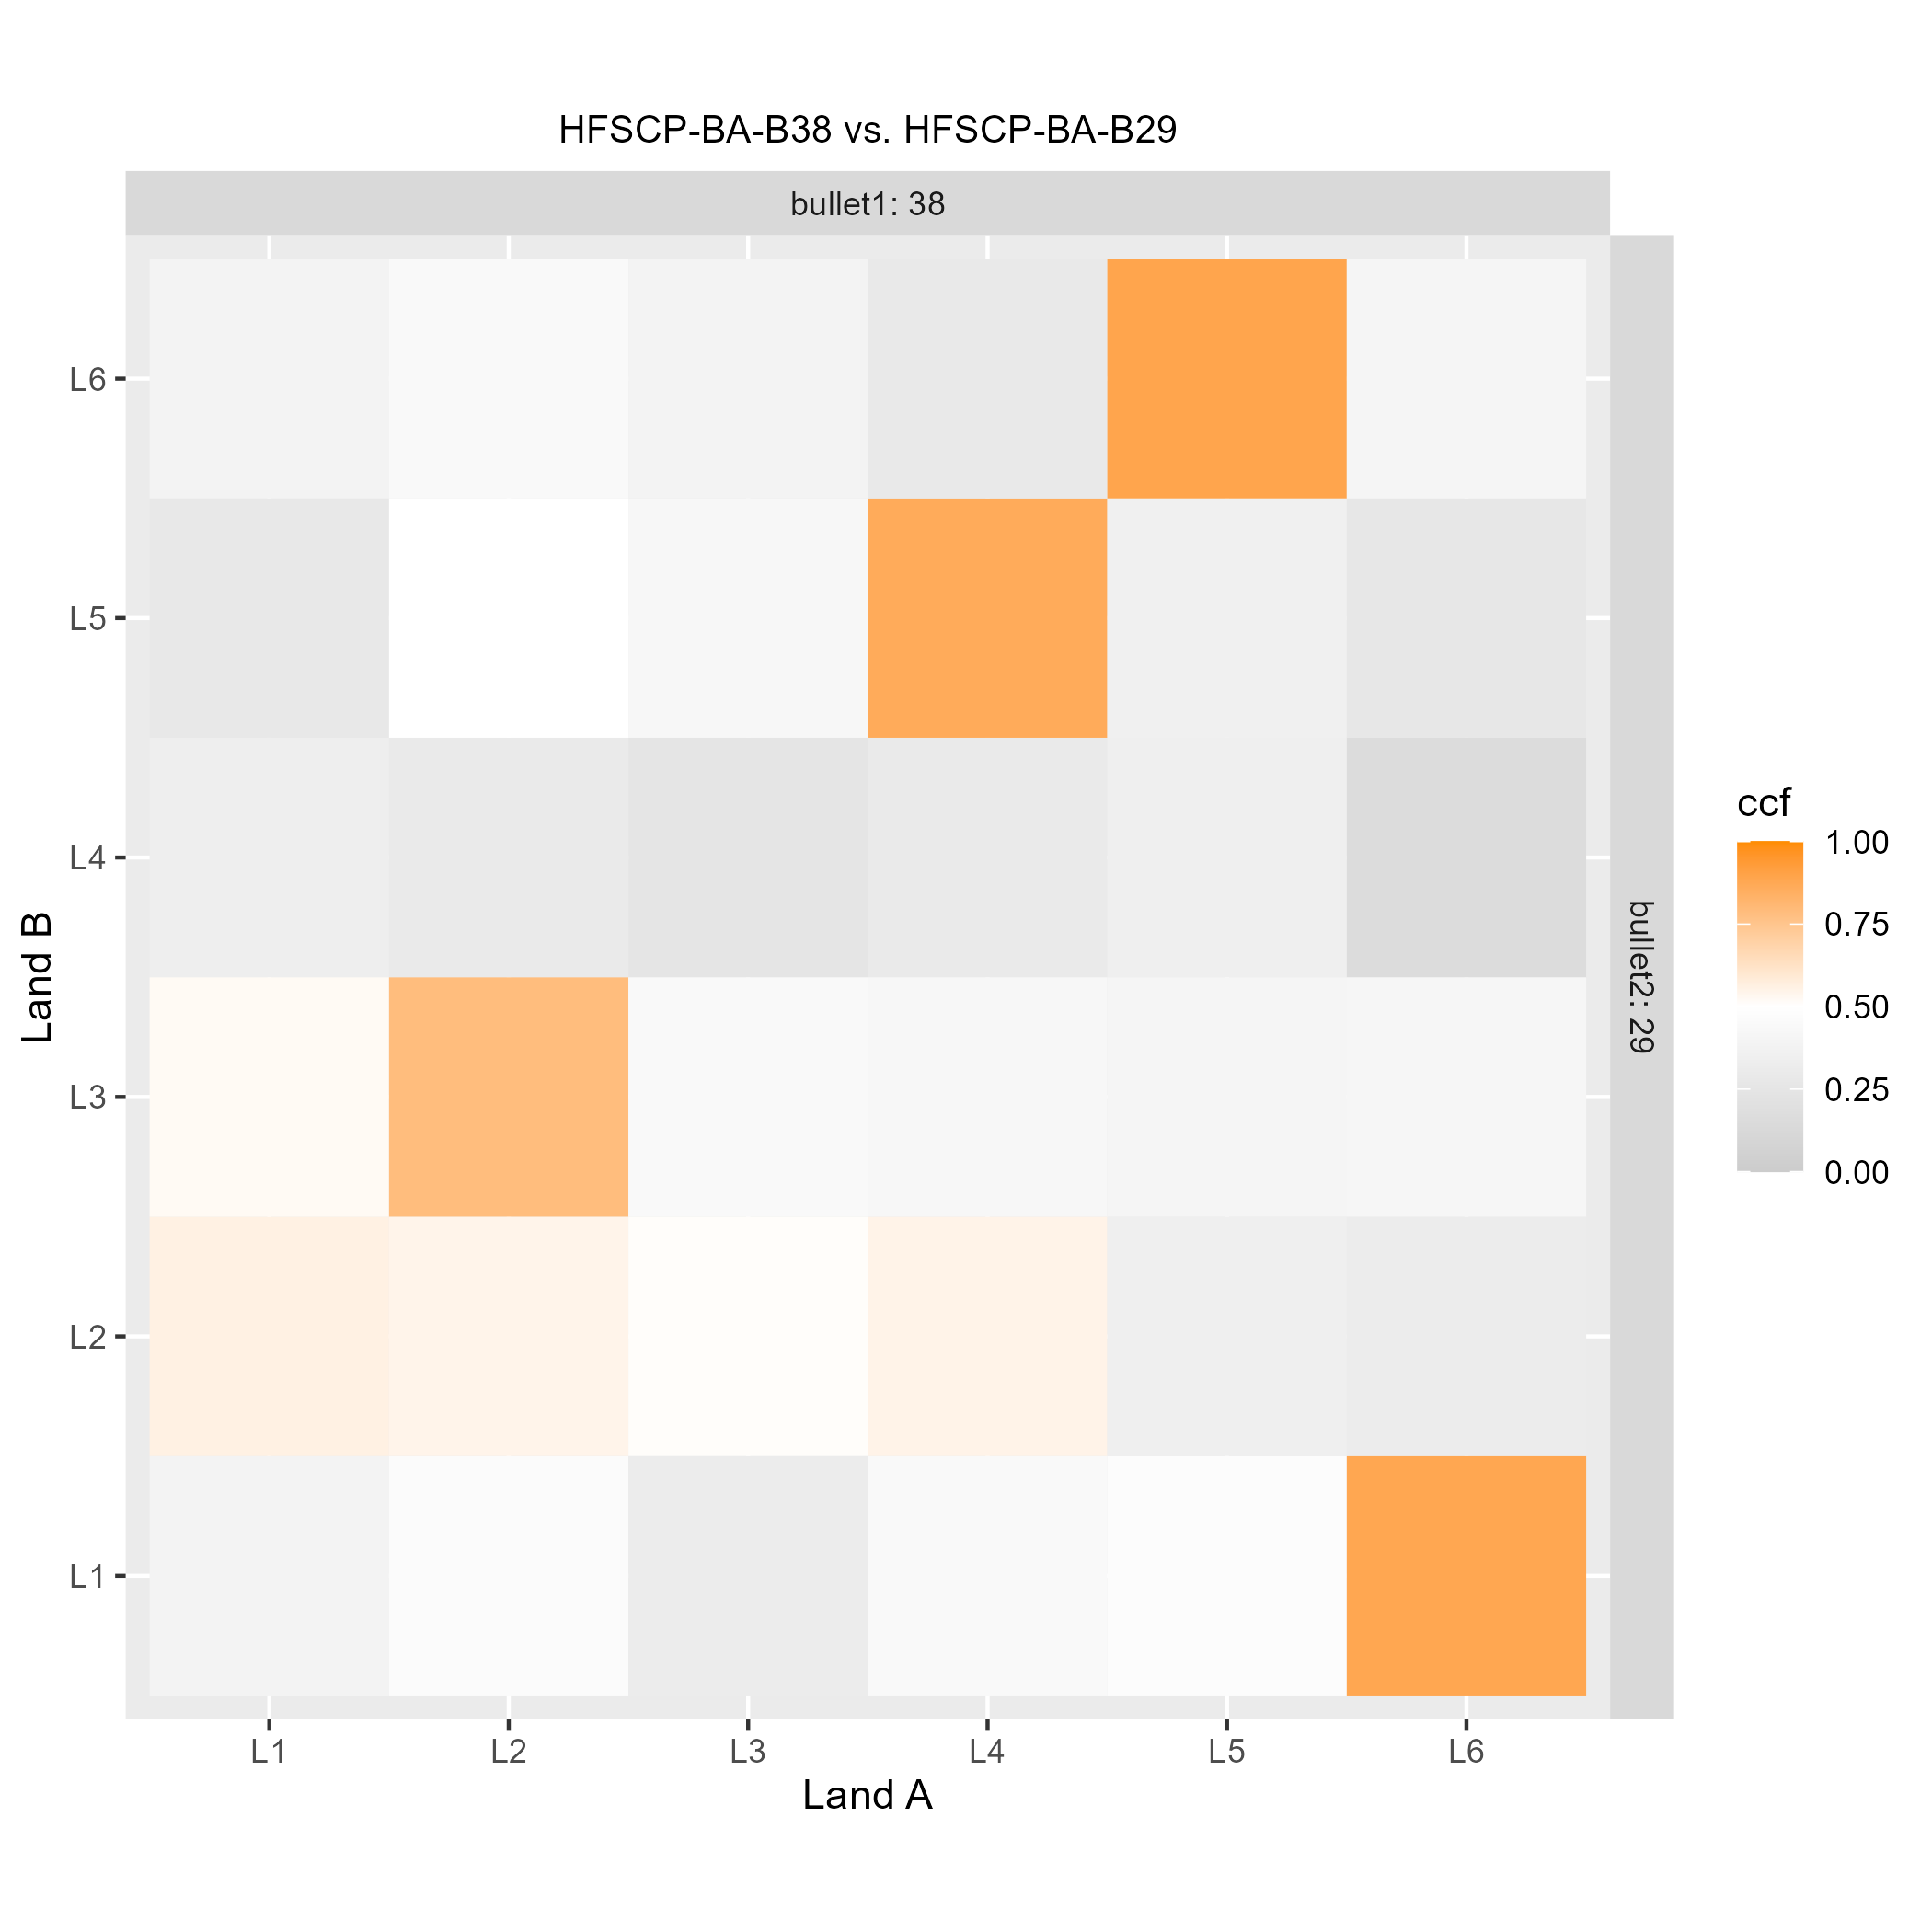 HFSCP-BA-B38 vs. HFSCP-BA-B29
bullet1: 38
L6
L5
L4
L3
L2
L1
Land B
bullet2: 29
L1 L2 L3 L4 L5 L6
Land A
ccf
1.00
0.75
0.50
0.25
0.00